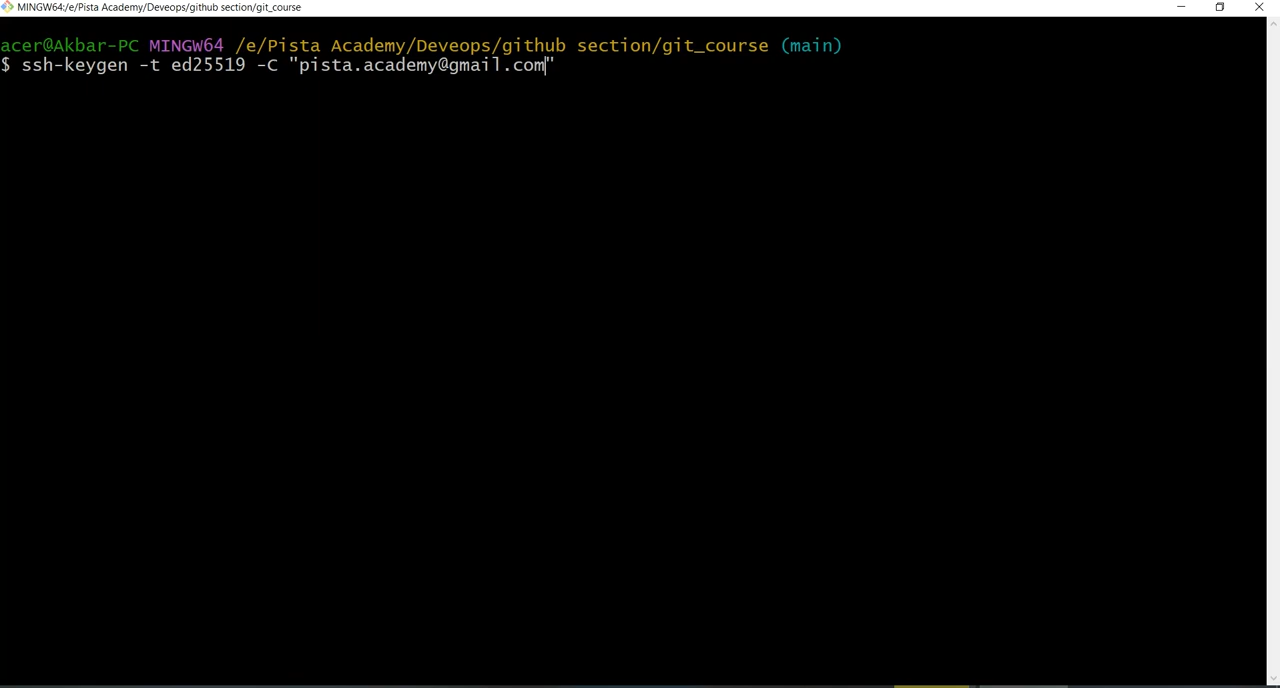 MINGW64:/e/Pista Academy/Deveops/github section/git_course
acer@Akbar-PC MINGW64 /e/Pista Academy/Deveops/github section/git_course (main)
$ ssh-keygen -t ed25519 -C "pista.academy@gmail.com"